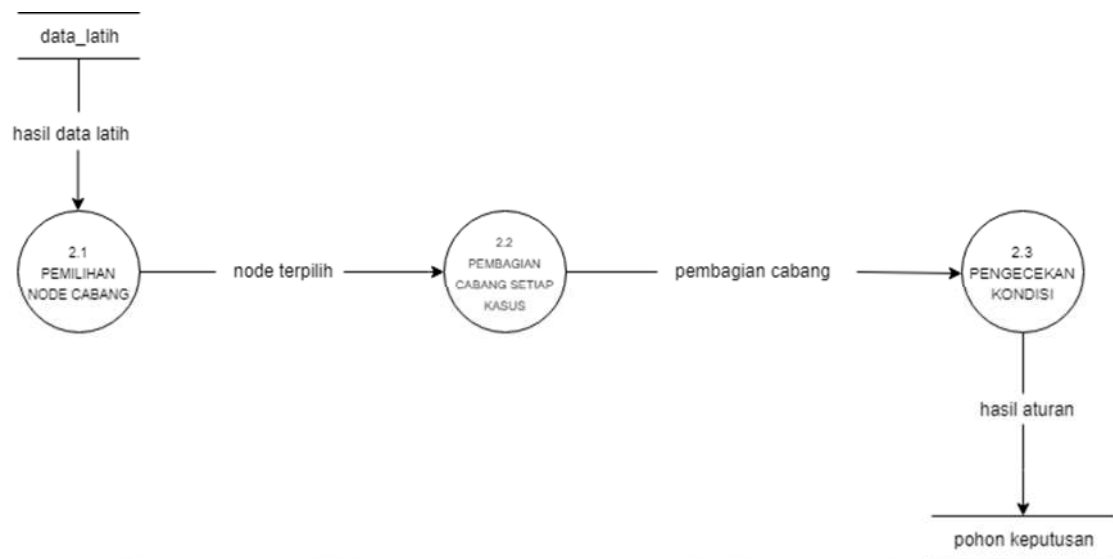 data_latih
hasil data latih
2.1
PEMILIHAN
NODE CABANG
node terpilih
2.2
PEMBAGIAN
CABANG SETIAP
KASUS
pembagian cabang
2.3
PENGECEKAN
KONDISI
hasil aturan
pohon keputusan